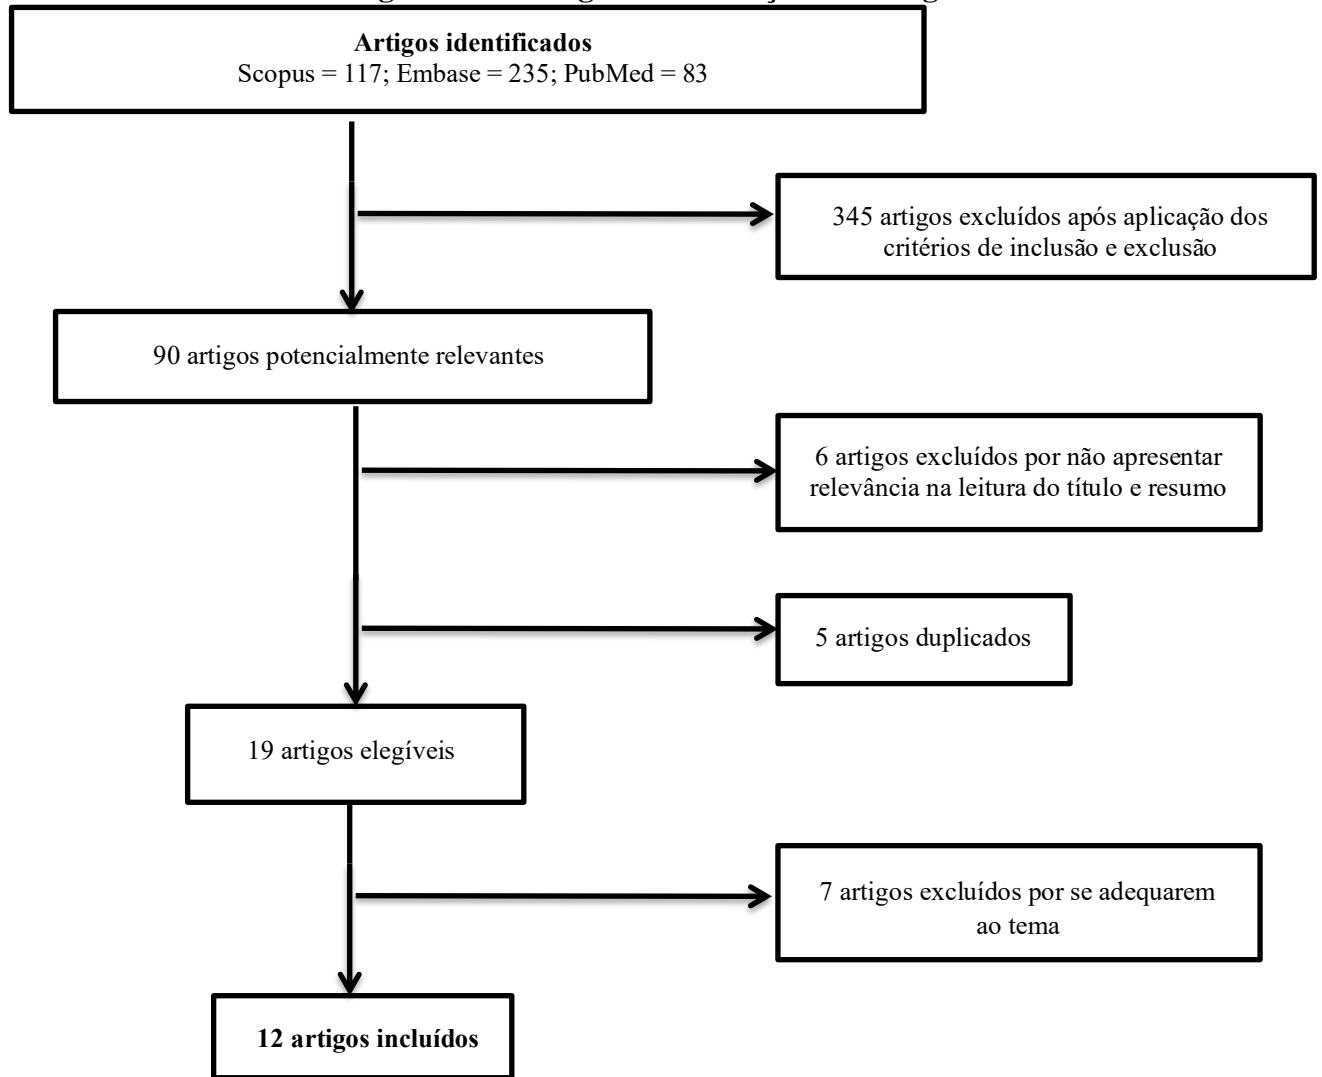 Artigos identificados
Scopus = 117; Embase = 235; PubMed = 83
345 artigos excluídos após aplicação dos
critérios de inclusão e exclusão
90 artigos potencialmente relevantes
6 artigos excluídos por não apresentar
relevância na leitura do título e resumo
5 artigos duplicados
19 artigos elegíveis
7 artigos excluídos por se adequarem
ao tema
12 artigos incluídos